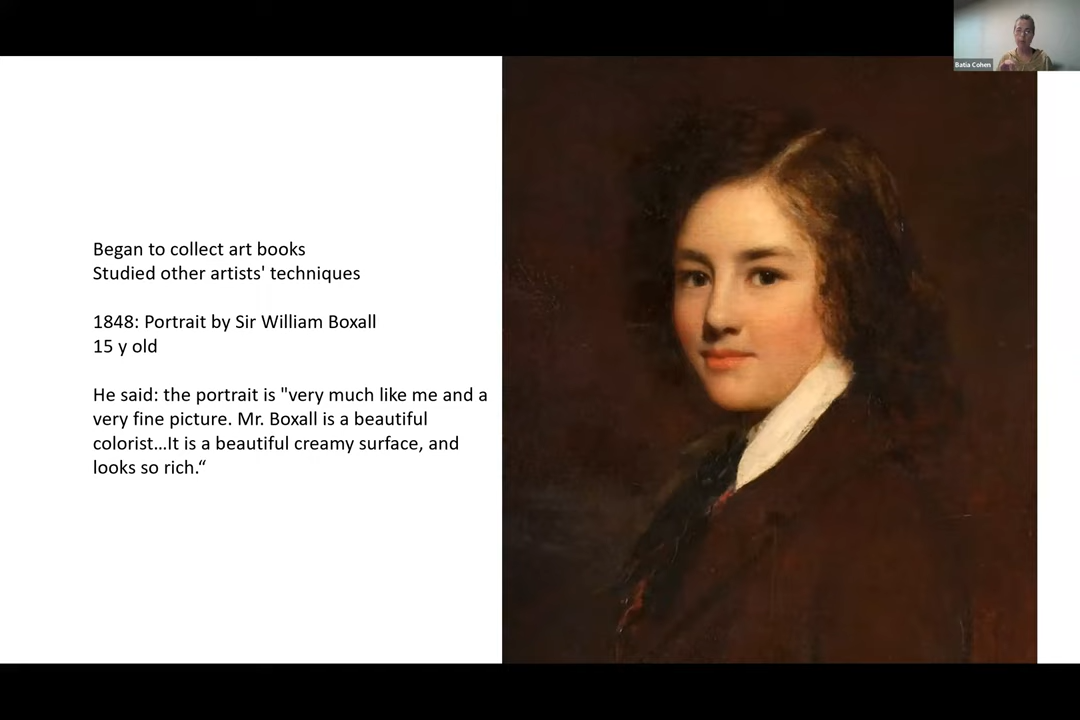 Batia Cohen
Began to collect art books
Studied other artists' techniques
1848: Portrait by Sir William Boxall
15 y old
He said: the portrait is "very much like me and a
very fine picture. Mr. Boxall is a beautiful
colorist…It is a beautiful creamy surface, and
looks so rich.“